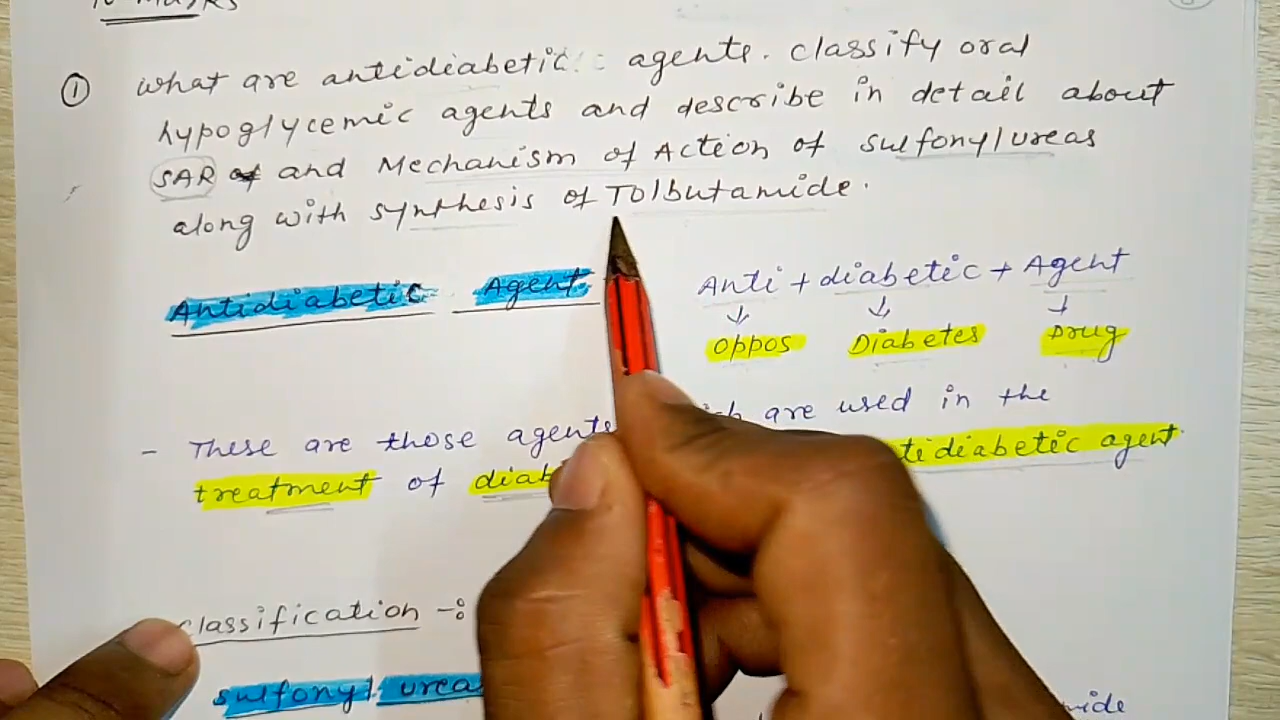 10 Marks
① What are antidiabetic agents. classify oral
hypoglycemic agents and describe in detail about
SAR of and Mechanism of Action of sulfonylureas
along with synthesis of Tolbutamide.
Antidiabetic Agent
Anti + diabetic + Agent
Oppos Diabetes Drug
- These are those agents which are used in the
treatment of antidiabetic agent.
classification -:
sulfonyl ureas